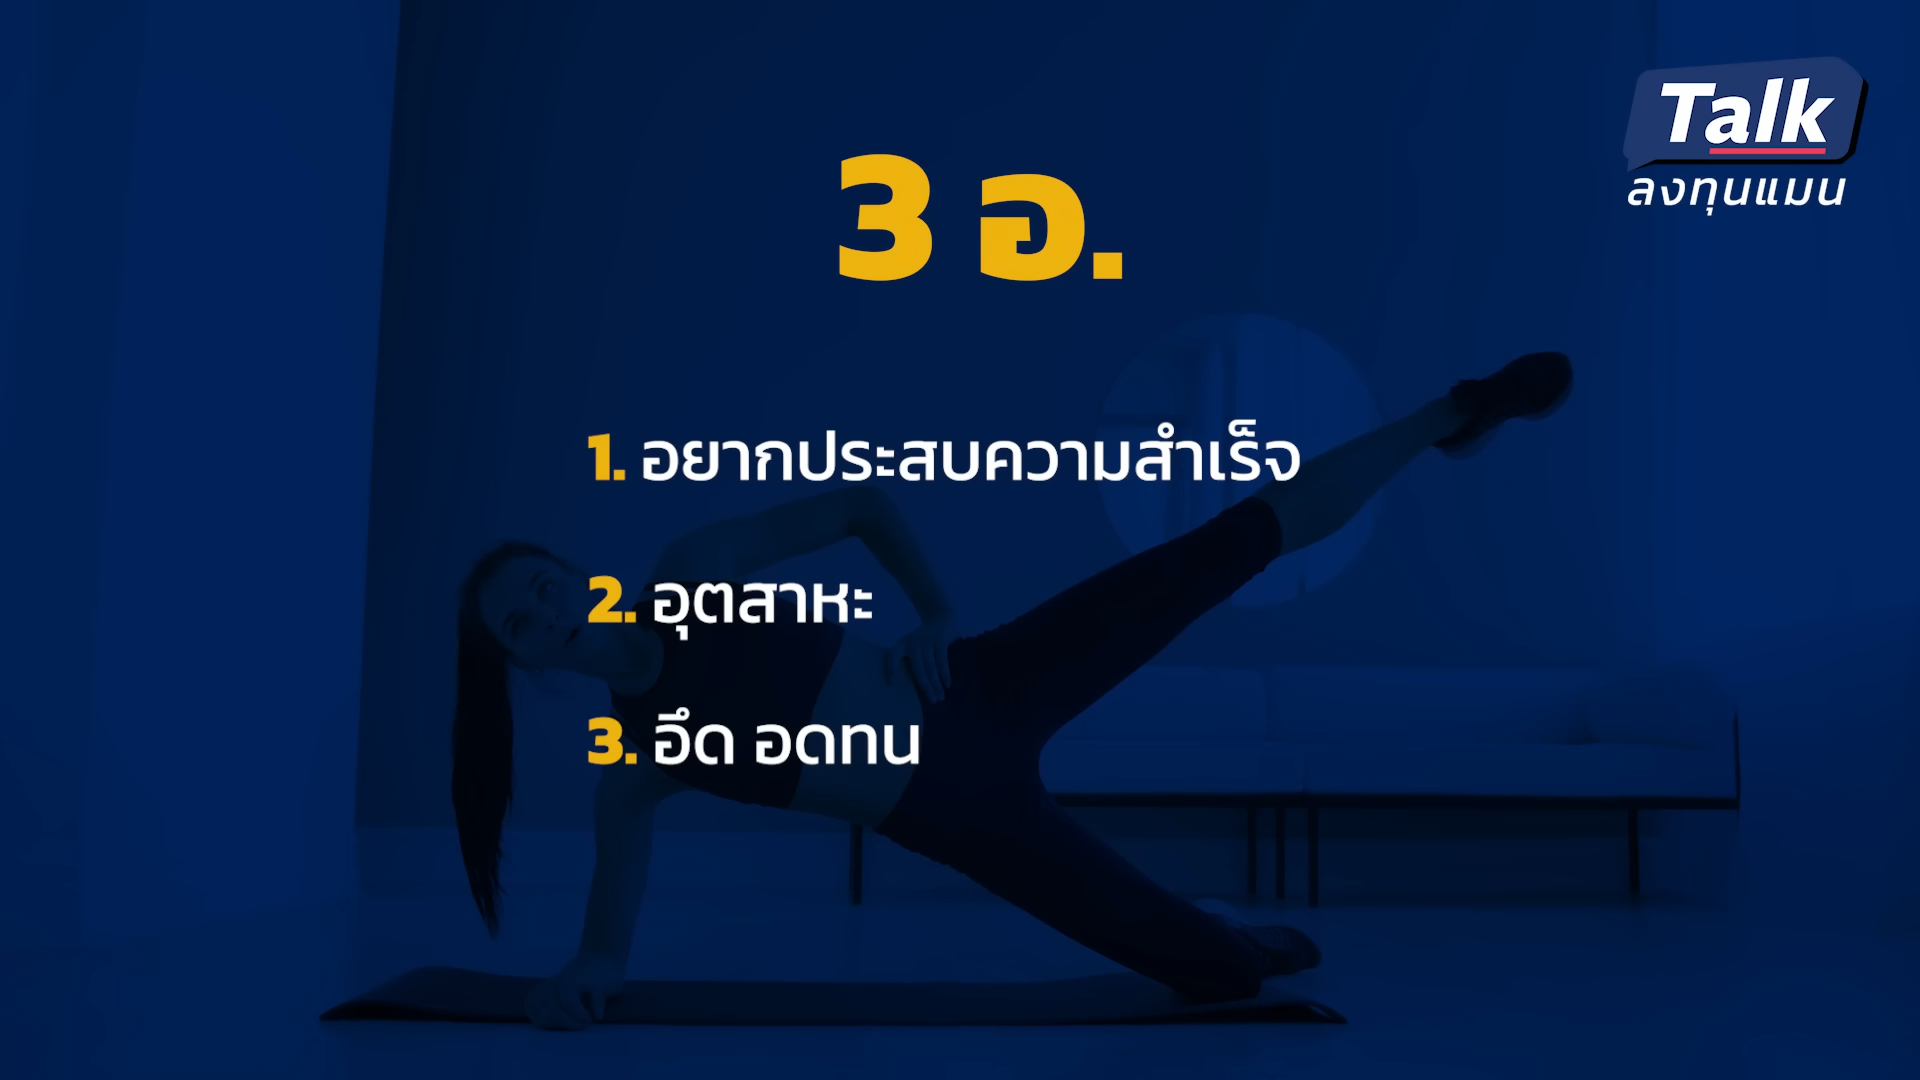 Talk
ลงทุนแมน
3 อ.
1. อยากประสบความสำเร็จ
2. อุตสาหะ
3. อึด อดทน